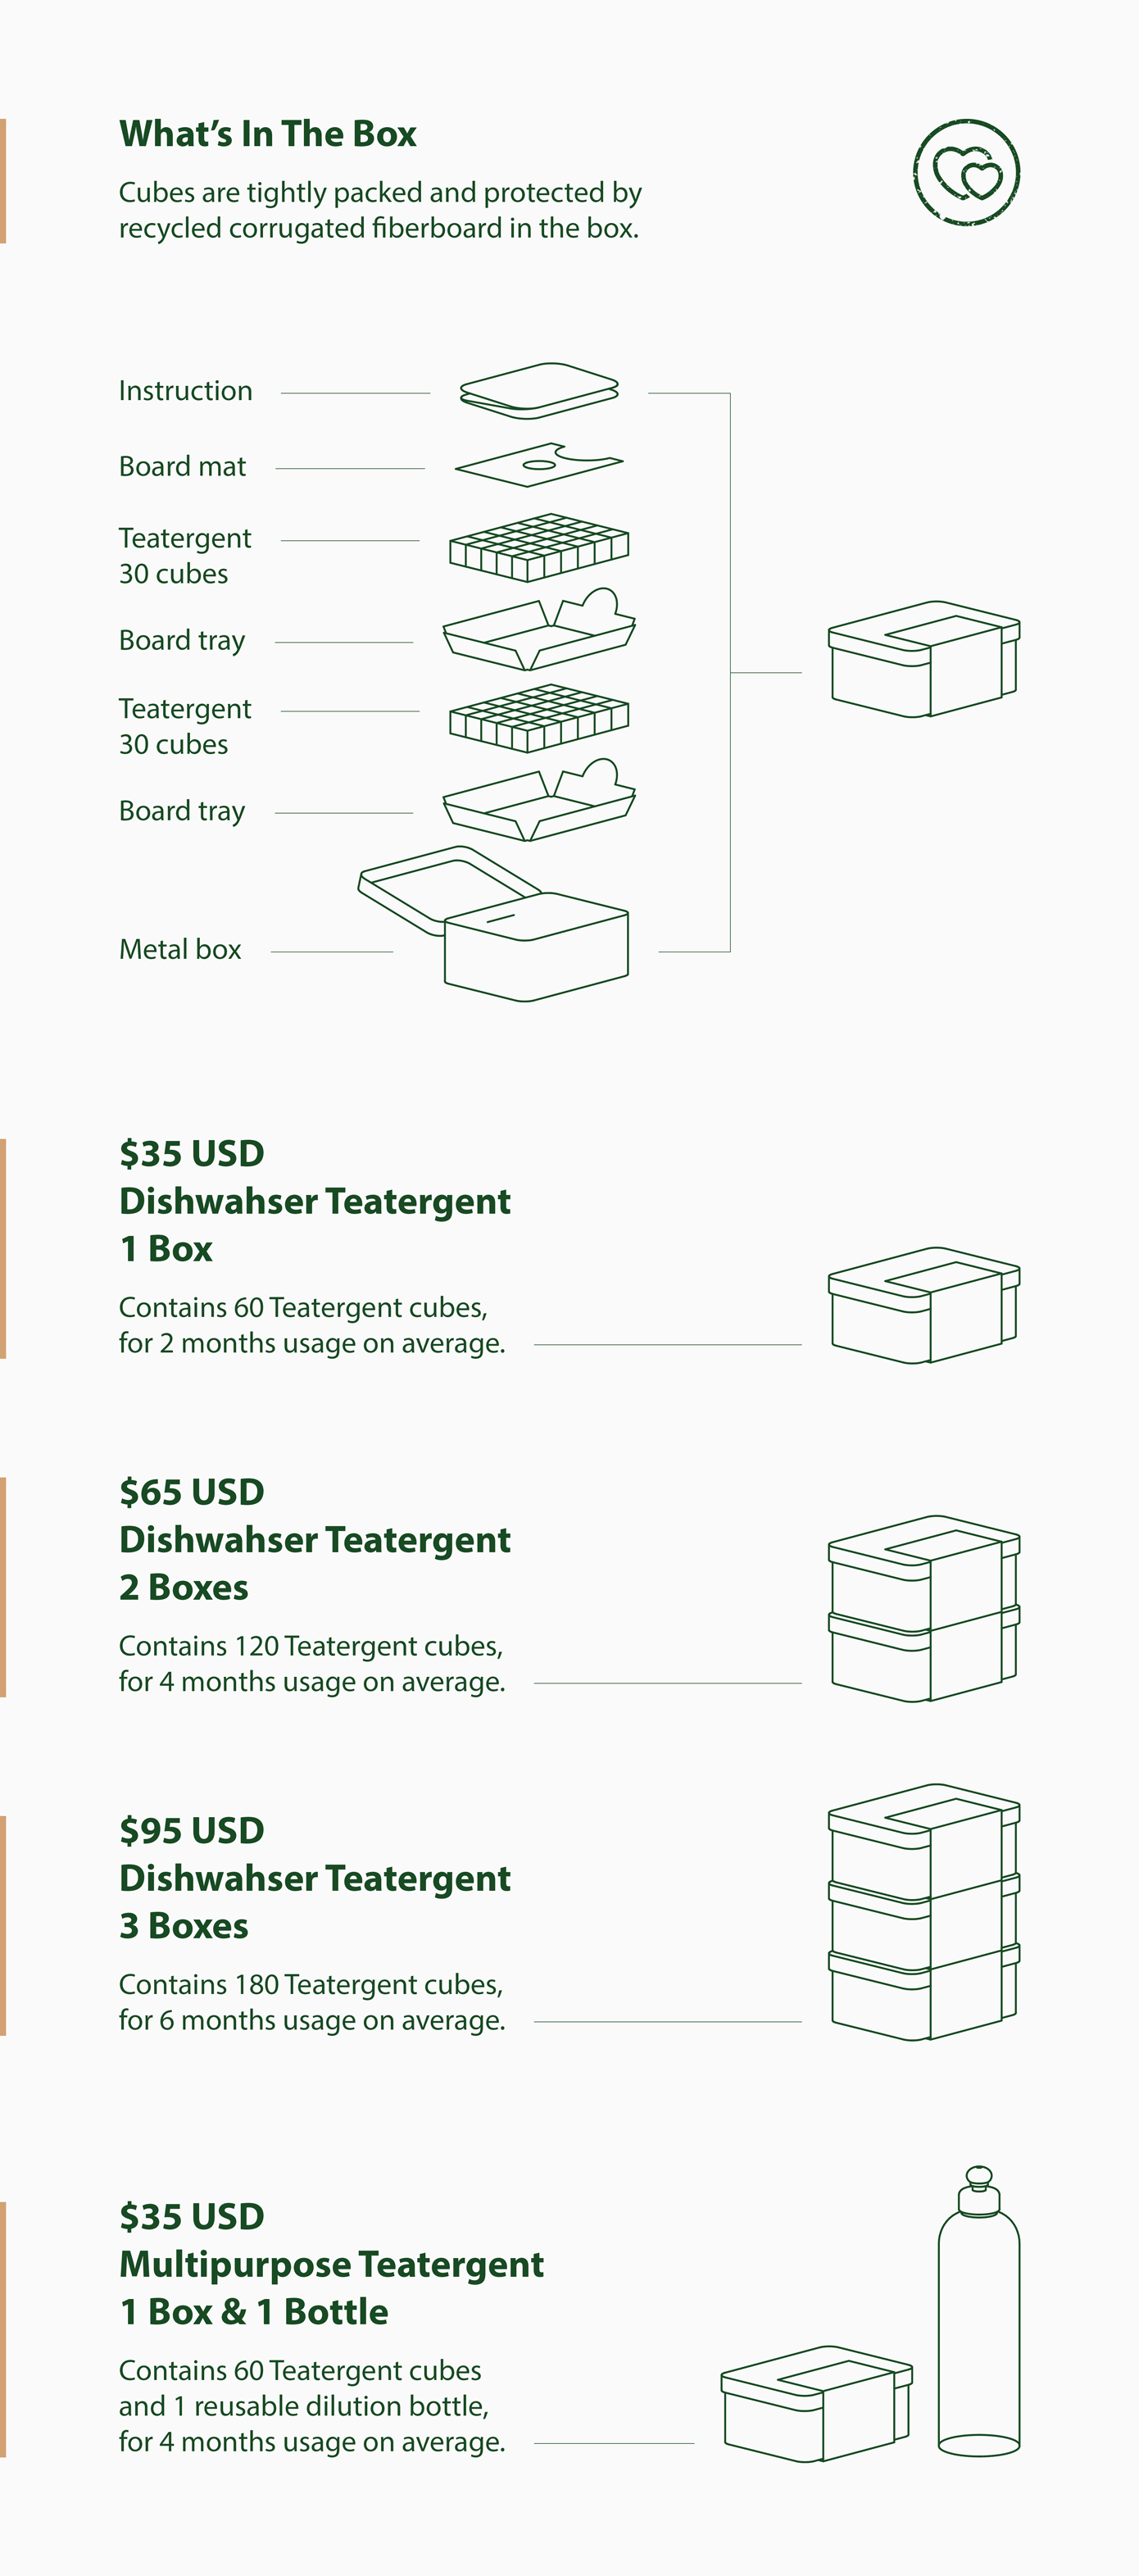 What's In The Box
Cubes are tightly packed and protected by
recycled corrugated fiberboard in the box.
Instruction
Board mat
Teatergent
30 cubes
Board tray
Teatergent
30 cubes
Board tray
Metal box
$35 USD
Dishwahser Teatergent
1 Box
Contains 60 Teatergent cubes,
for 2 months usage on average.
$65 USD
Dishwahser Teatergent
2 Boxes
Contains 120 Teatergent cubes,
for 4 months usage on average.
$95 USD
Dishwahser Teatergent
3 Boxes
Contains 180 Teatergent cubes,
for 6 months usage on average.
$35 USD
Multipurpose Teatergent
1 Box & 1 Bottle
Contains 60 Teatergent cubes
and 1 reusable dilution bottle,
for 4 months usage on average.